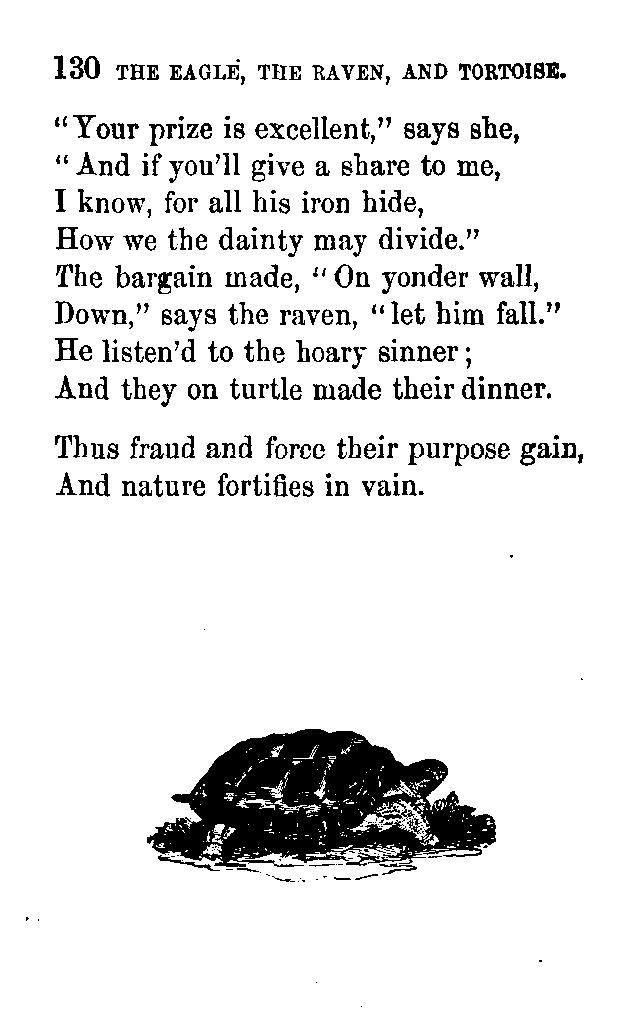 130 THE EAGLE, THE RAVEN, AND TORTOISE.
"Your prize is excellent," says she,
"And if you'll give a share to me,
I know, for all his iron hide,
How we the dainty may divide."
The bargain made, "On yonder wall,
Down," says the raven, "let him fall."
He listen'd to the hoary sinner;
And they on turtle made their dinner.
Thus fraud and force their purpose gain,
And nature fortifies in vain.